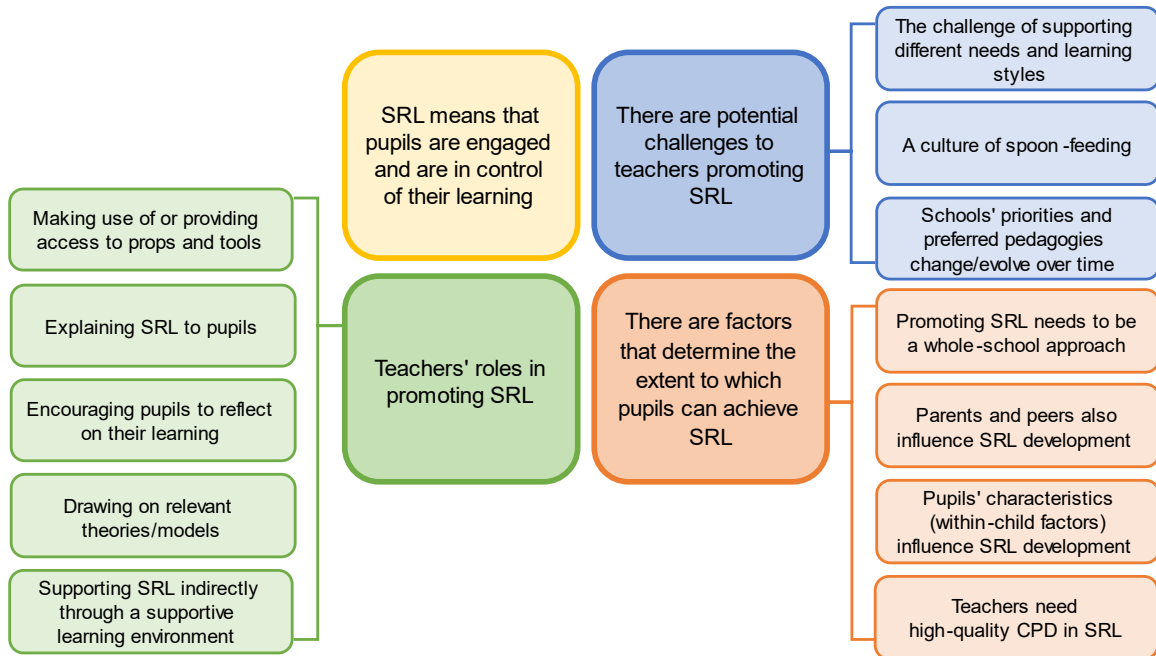 SRL means that
pupils are engaged
and are in control
of their learning
There are potential
challenges to
teachers promoting
SRL
The challenge of supporting
different needs and learning
styles
A culture of spoon-feeding
Schools' priorities and
preferred pedagogies
change/evolve over time
Teachers' roles in
promoting SRL
Making use of or providing
access to props and tools
Explaining SRL to pupils
Encouraging pupils to reflect
on their learning
Drawing on relevant
theories/models
Supporting SRL indirectly
through a supportive
learning environment
There are factors
that determine the
extent to which
pupils can achieve
SRL
Promoting SRL needs to be
a whole-school approach
Parents and peers also
influence SRL development
Pupils' characteristics
(within-child factors)
influence SRL development
Teachers need
high-quality CPD in SRL